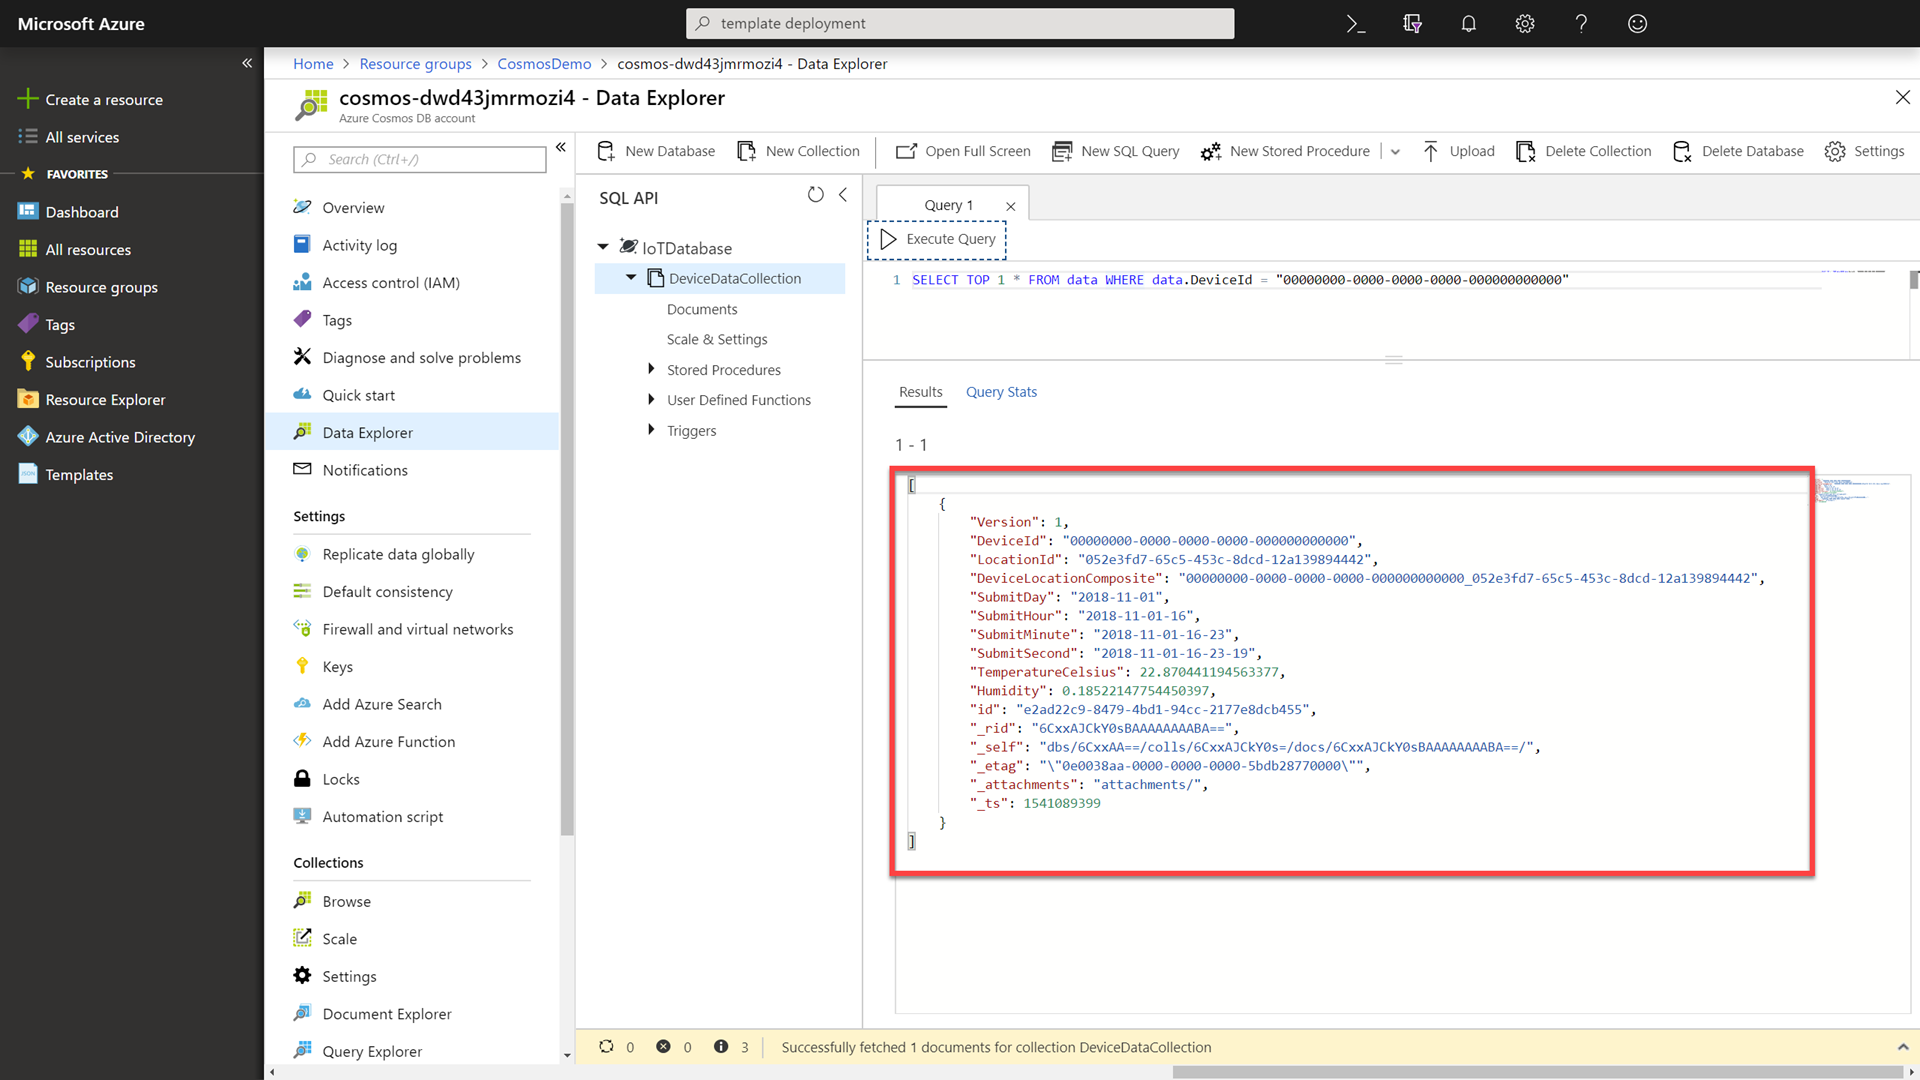 Microsoft Azure
template deployment
Home > Resource groups > CosmosDemo > cosmos-dwd43jmrmozi4 - Data Explorer
cosmos-dwd43jmrmozi4 - Data Explorer
Azure Cosmos DB account
Create a resource
All services
FAVORITES
Dashboard
All resources
Resource groups
Tags
Subscriptions
Resource Explorer
Azure Active Directory
Templates
Search (Ctrl+/)
Overview
Activity log
Access control (IAM)
Tags
Diagnose and solve problems
Quick start
Data Explorer
Notifications
Settings
Replicate data globally
Default consistency
Firewall and virtual networks
Keys
Add Azure Search
Add Azure Function
Locks
Automation script
Collections
Browse
Scale
Settings
Document Explorer
Query Explorer
New Database New Collection Open Full Screen New SQL Query New Stored Procedure Upload Delete Collection Delete Database Settings
SQL API
IoTDatabase
DeviceDataCollection
Documents
Scale & Settings
Stored Procedures
User Defined Functions
Triggers
Query 1
Execute Query
1 SELECT TOP 1 * FROM data WHERE data.DeviceId = "00000000-0000-0000-0000-000000000000"
Results Query Stats
1 - 1
[
{
"Version": 1,
"DeviceId": "00000000-0000-0000-0000-000000000000",
"LocationId": "052e3fd7-65c5-453c-8dcd-12a139894442",
"DeviceLocationComposite": "00000000-0000-0000-0000-000000000000_052e3fd7-65c5-453c-8dcd-12a139894442",
"SubmitDay": "2018-11-01",
"SubmitHour": "2018-11-01-16",
"SubmitMinute": "2018-11-01-16-23",
"SubmitSecond": "2018-11-01-16-23-19",
"TemperatureCelsius": 22.870441194563377,
"Humidity": 0.18522147754450397,
"id": "e2ad22c9-8479-4bd1-94cc-2177e8dcb455",
"_rid": "6CxxAJCkY0sBAAAAAAAABA==",
"_self": "dbs/6CxxAA==/colls/6CxxAJCkY0s=/docs/6CxxAJCkY0sBAAAAAAAABA==/",
"_etag": "\"0e0038aa-0000-0000-0000-5bdb28770000\"",
"_attachments": "attachments/",
"_ts": 1541089399
}
]
0 0 3 Successfully fetched 1 documents for collection DeviceDataCollection